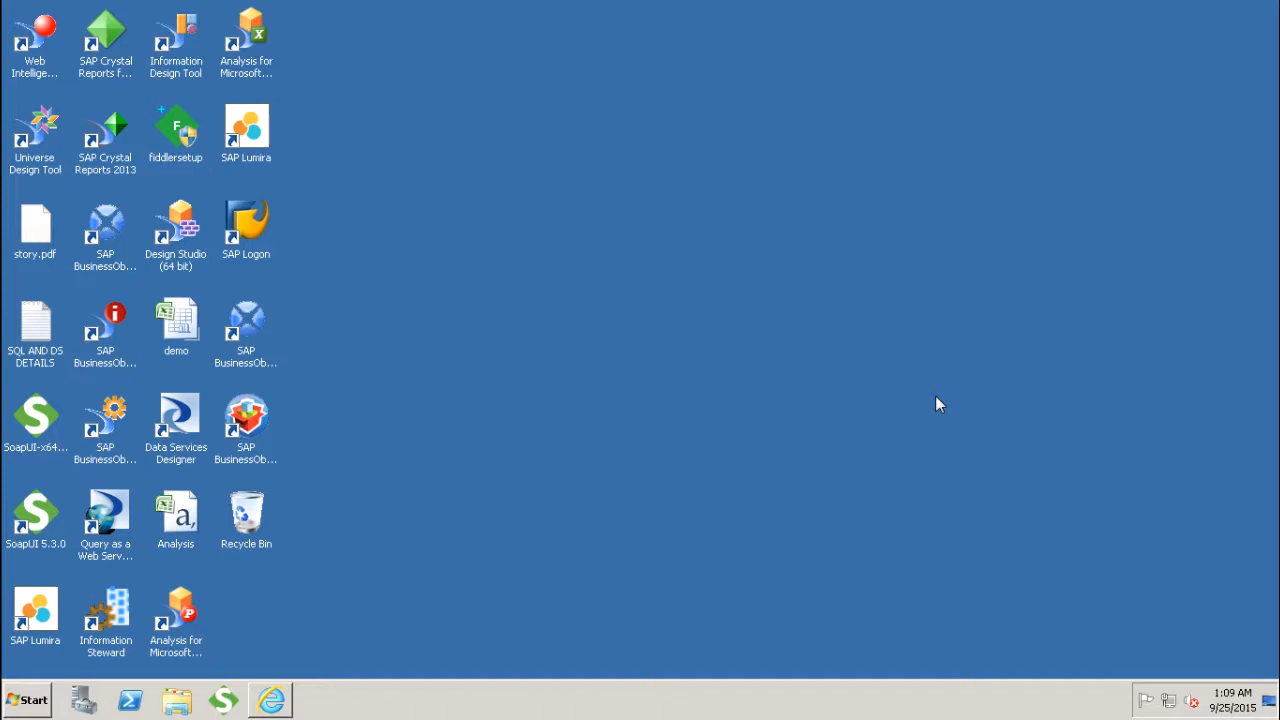 Web
Intellige...
SAP Crystal
Reports f...
Information
Design Tool
Analysis for
Microsoft...
Universe
Design Tool
SAP Crystal
Reports 2013
fiddlersetup
SAP Lumira
story.pdf
SAP
BusinessOb...
Design Studio
(64 bit)
SAP Logon
SQL AND DS
DETAILS
SAP
BusinessOb...
demo
SAP
BusinessOb...
SoapUI-x64...
SAP
BusinessOb...
Data Services
Designer
SAP
BusinessOb...
SoapUI 5.3.0
Query as a
Web Serv...
Analysis
Recycle Bin
SAP Lumira
Information
Steward
Analysis for
Microsoft...
Start
1:09 AM
9/25/2015